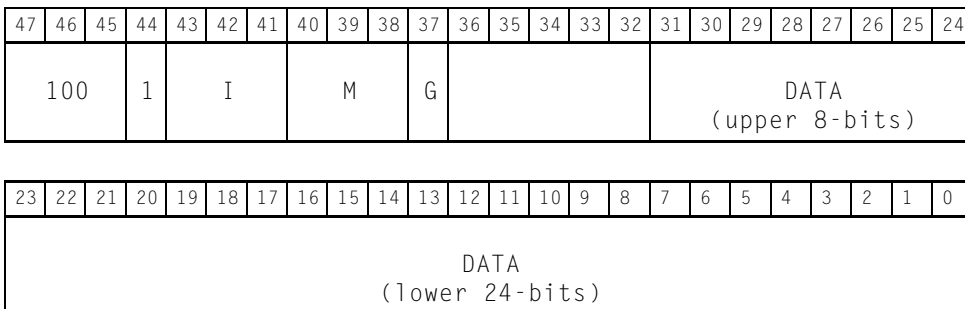 47 46 45 44 43 42 41 40 39 38 37 36 35 34 33 32 31 30 29 28 27 26 25 24
100 1 I M G DATA
(upper 8-bits)
23 22 21 20 19 18 17 16 15 14 13 12 11 10 9 8 7 6 5 4 3 2 1 0
DATA
(lower 24-bits)